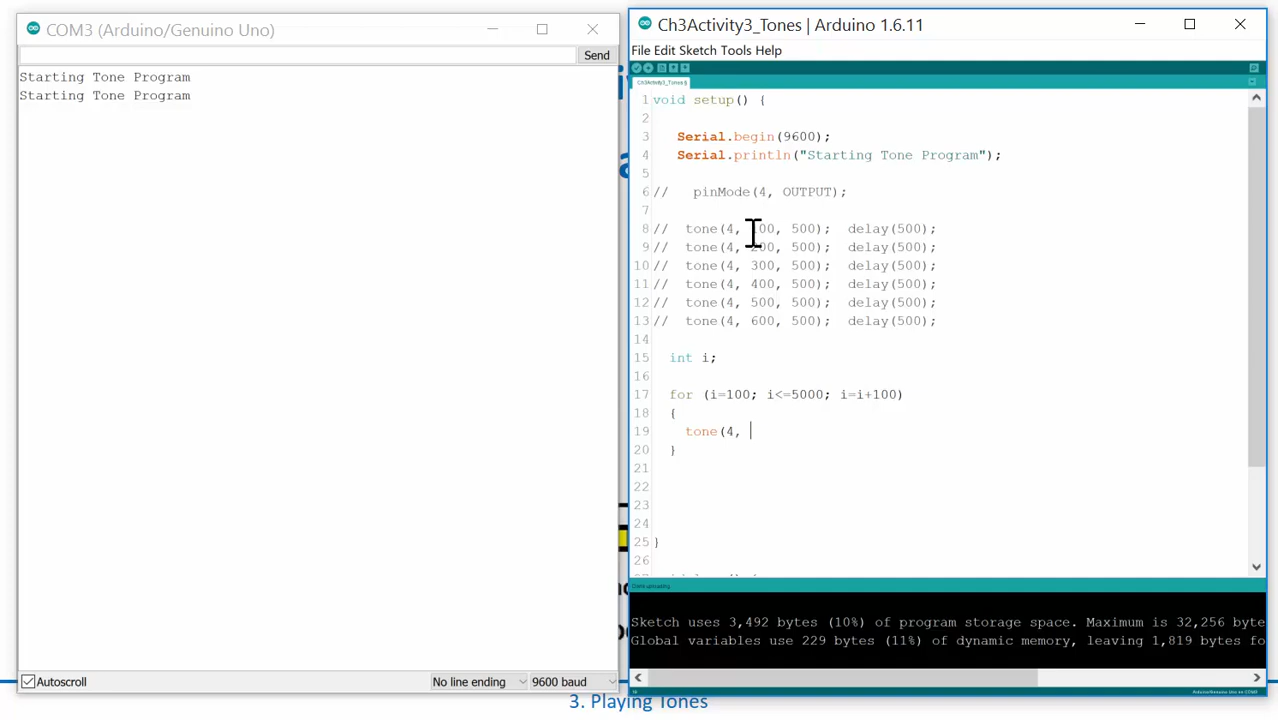 COM3 (Arduino/Genuino Uno)
Send
Starting Tone Program
Starting Tone Program
Autoscroll
No line ending
9600 baud
Ch3Activity3_Tones | Arduino 1.6.11
File Edit Sketch Tools Help
Ch3Activity3_Tones §
1 void setup() {
2
3 Serial.begin(9600);
4 Serial.println("Starting Tone Program");
5
6 // pinMode(4, OUTPUT);
7
8 // tone(4, 100, 500); delay(500);
9 // tone(4, 200, 500); delay(500);
10 // tone(4, 300, 500); delay(500);
11 // tone(4, 400, 500); delay(500);
12 // tone(4, 500, 500); delay(500);
13 // tone(4, 600, 500); delay(500);
14
15 int i;
16
17 for (i=100; i<=5000; i=i+100)
18 {
19 tone(4,
20 }
21
22
23
24
25 }
26
Done uploading.
Sketch uses 3,492 bytes (10%) of program storage space. Maximum is 32,256 byte
Global variables use 229 bytes (11%) of dynamic memory, leaving 1,819 bytes fo
3. Playing Tones